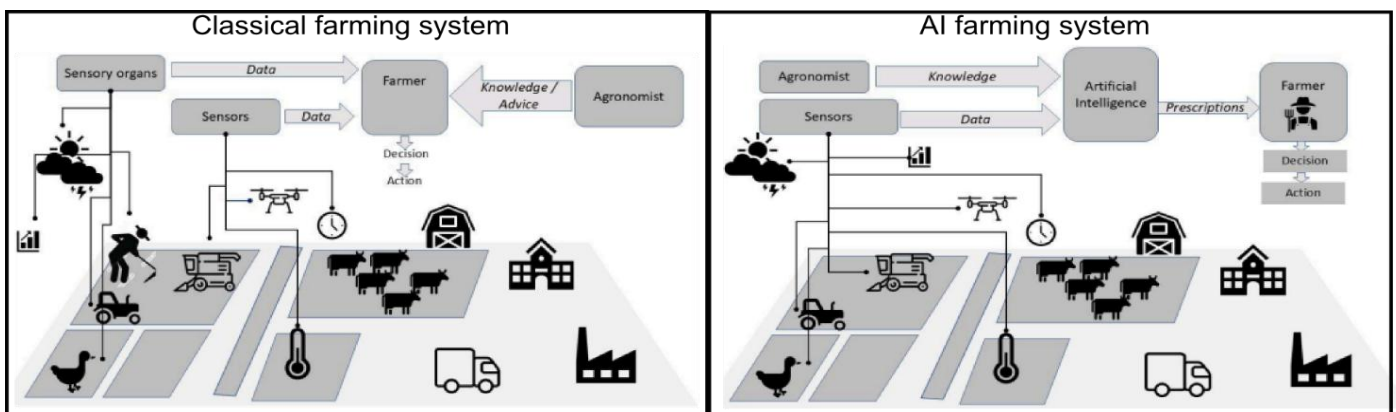 Classical farming system
Sensory organs
Data
Farmer
Knowledge /
Advice
Agronomist
Sensors
Data
Decision
Action
AI farming system
Agronomist
Knowledge
Artificial
Intelligence
Prescriptions
Farmer
Sensors
Data
Decision
Action